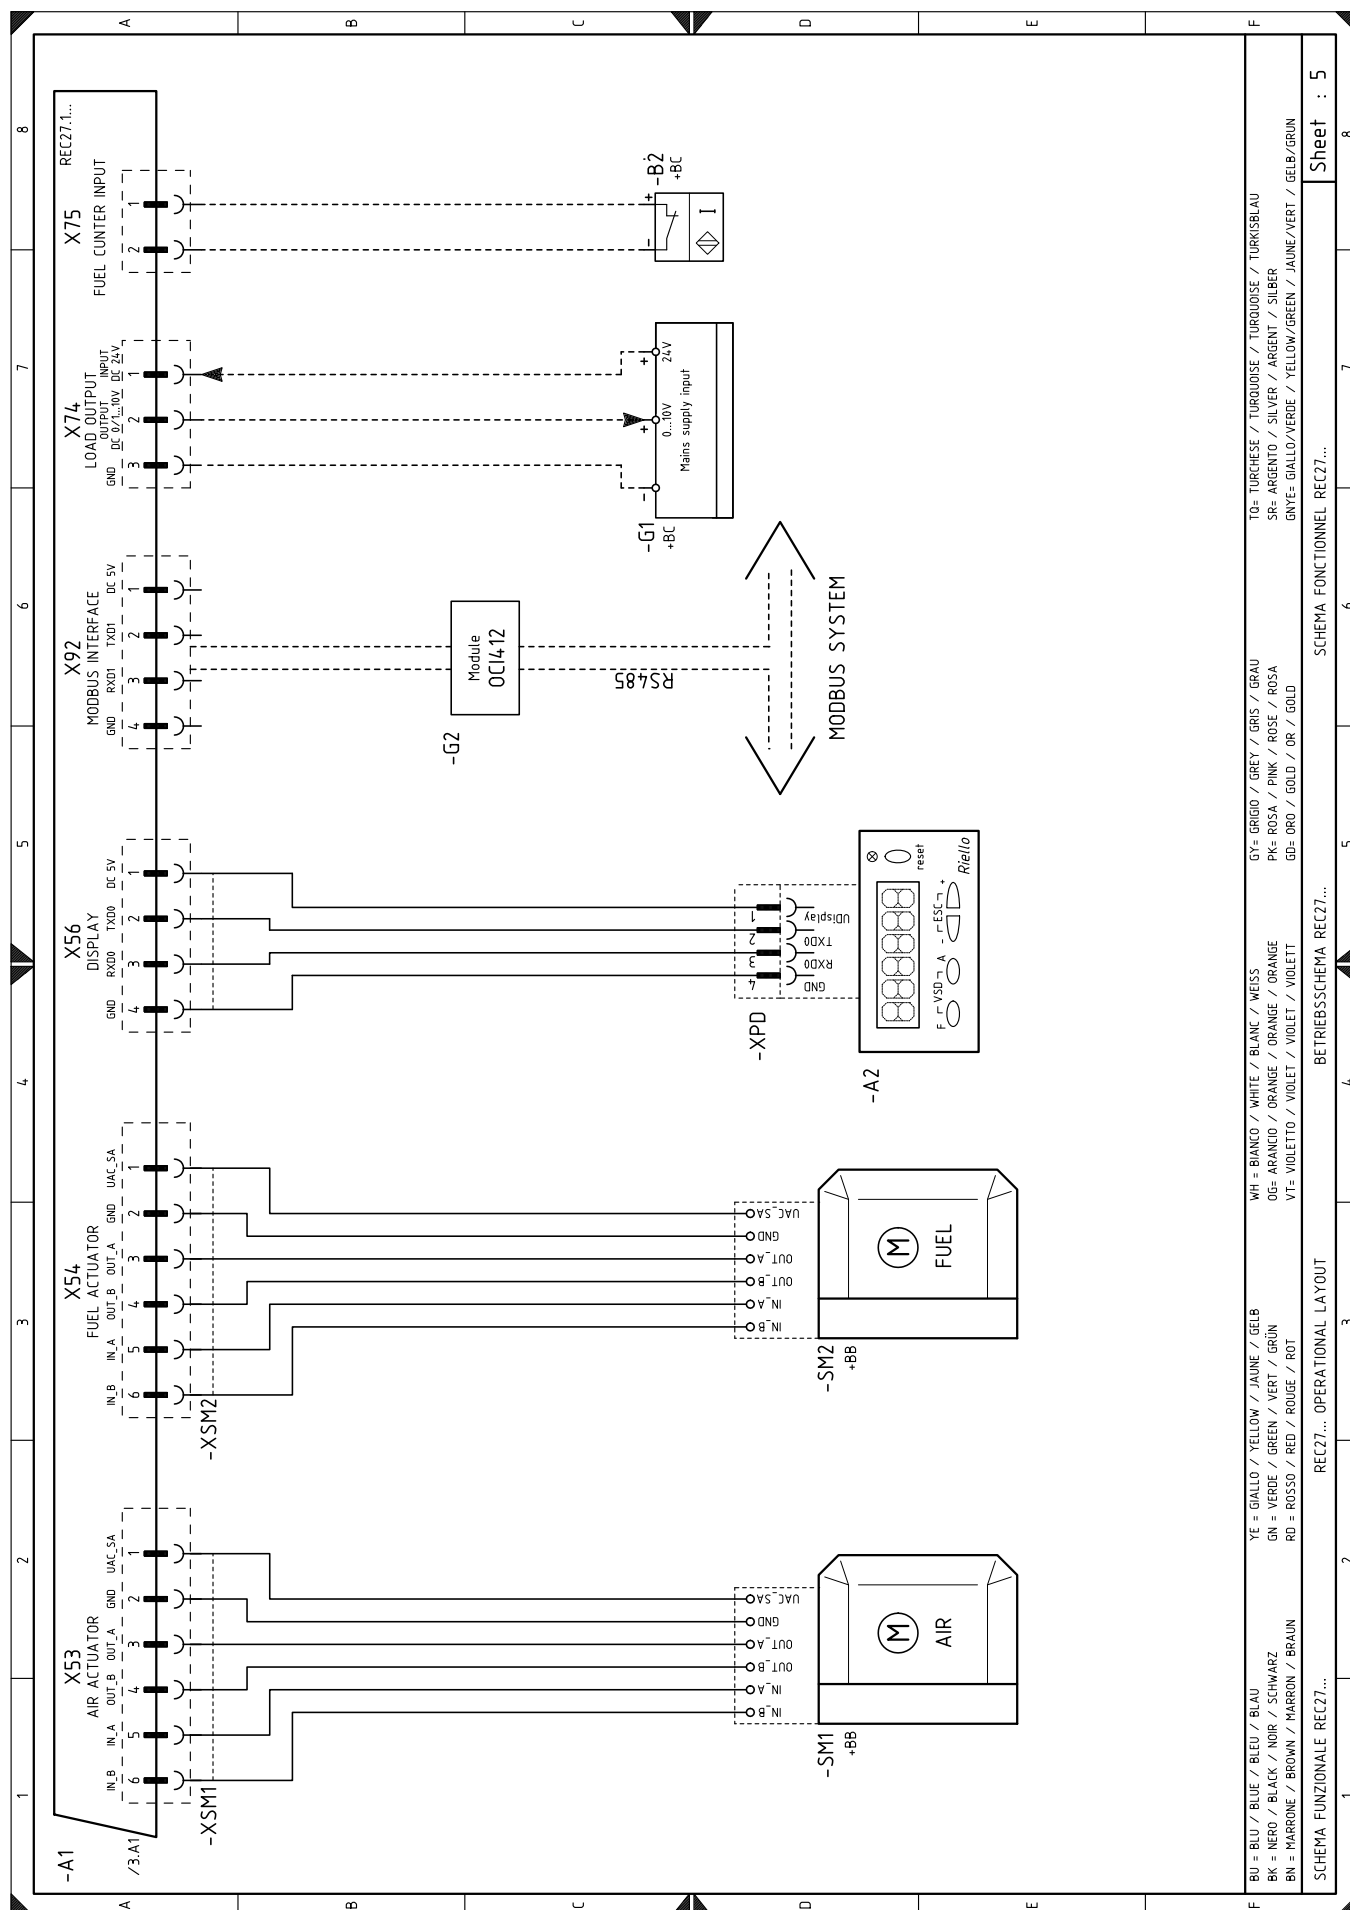 1
2
3
4
5
6
7
8
A
B
C
D
E
F
-A1
/3.A1
REC27.1...
X53
AIR ACTUATOR
IN_B
IN_A
OUT_B
OUT_A
GND
UAC_SA
6
5
4
3
2
1
-XSM1
X54
FUEL ACTUATOR
IN_B
IN_A
OUT_B
OUT_A
GND
UAC_SA
6
5
4
3
2
1
-XSM2
X56
DISPLAY
GND
RXD0
TXD0
DC 5V
4
3
2
1
X92
MODBUS INTERFACE
GND
RXD1
TXD1
DC 5V
4
3
2
1
X74
LOAD OUTPUT
OUTPUT
INPUT
GND
DC 0/1...10V
DC 24V
3
2
1
X75
FUEL CUNTER INPUT
2
1
-G2
Module
OCI412
RS485
MODBUS SYSTEM
-G1
+BC
-
+
+
0...10V
24V
Mains supply input
-B2
+BC
-
+
I
-SM1
+BB
IN_B
IN_A
OUT_B
OUT_A
GND
UAC_SA
M
AIR
-SM2
+BB
IN_B
IN_A
OUT_B
OUT_A
GND
UAC_SA
M
FUEL
-XPD
4
3
2
1
GND
RXD0
TXD0
UDisplay
-A2
F
VSD
A
-
ESC
+
reset
Riello
BU = BLU / BLUE / BLEU / BLAU
BK = NERO / BLACK / NOIR / SCHWARZ
BN = MARRONE / BROWN / MARRON / BRAUN
YE = GIALLO / YELLOW / JAUNE / GELB
GN = VERDE / GREEN / VERT / GRÜN
RD = ROSSO / RED / ROUGE / ROT
WH = BIANCO / WHITE / BLANC / WEISS
OG= ARANCIO / ORANGE / ORANGE / ORANGE
VT= VIOLETTO / VIOLET / VIOLET / VIOLETT
GY= GRIGIO / GREY / GRIS / GRAU
PK= ROSA / PINK / ROSE / ROSA
GD= ORO / GOLD / OR / GOLD
TQ= TURCHESE / TURQUOISE / TURQUOISE / TURKISBLAU
SR= ARGENTO / SILVER / ARGENT / SILBER
GNYE= GIALLO/VERDE / YELLOW/GREEN / JAUNE/VERT / GELB/GRUN
SCHEMA FUNZIONALE REC27...
REC27... OPERATIONAL LAYOUT
BETRIEBSSCHEMA REC27...
SCHEMA FONCTIONNEL REC27...
Sheet : 5
1
2
3
4
5
6
7
8
A
B
C
D
E
F